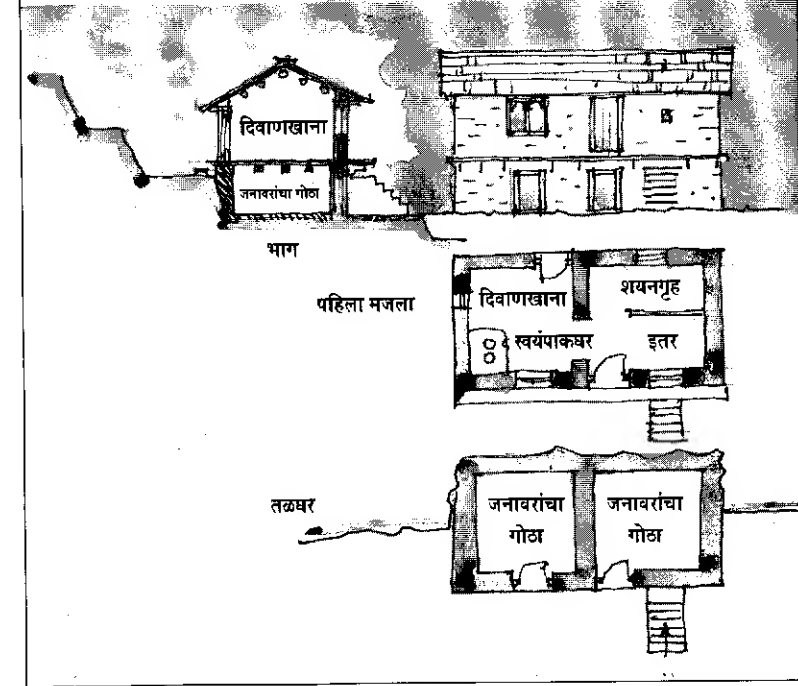 दिवाणखाना
जनावरांचा गोठा
भाग
पहिला मजला
दिवाणखाना
शयनगृह
स्वयंपाकघर
इतर
तळघर
जनावरांचा
गोठा
जनावरांचा
गोठा